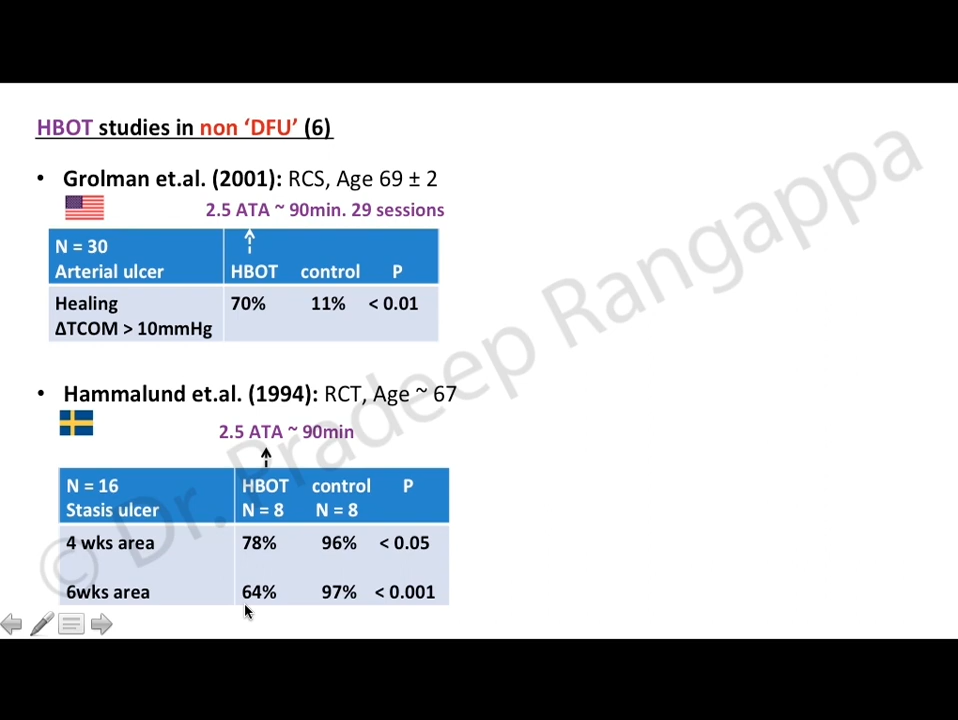 HBOT studies in non ‘DFU’ (6)
• Grolman et.al. (2001): RCS, Age 69 ± 2
2.5 ATA ~ 90min. 29 sessions
N = 30
Arterial ulcer HBOT control P
Healing 70% 11% < 0.01
ΔTCOM > 10mmHg
• Hammalund et.al. (1994): RCT, Age ~ 67
2.5 ATA ~ 90min
N = 16 HBOT control P
Stasis ulcer N = 8 N = 8
4 wks area 78% 96% < 0.05
6wks area 64% 97% < 0.001
© Dr. Pradeep Rangappa